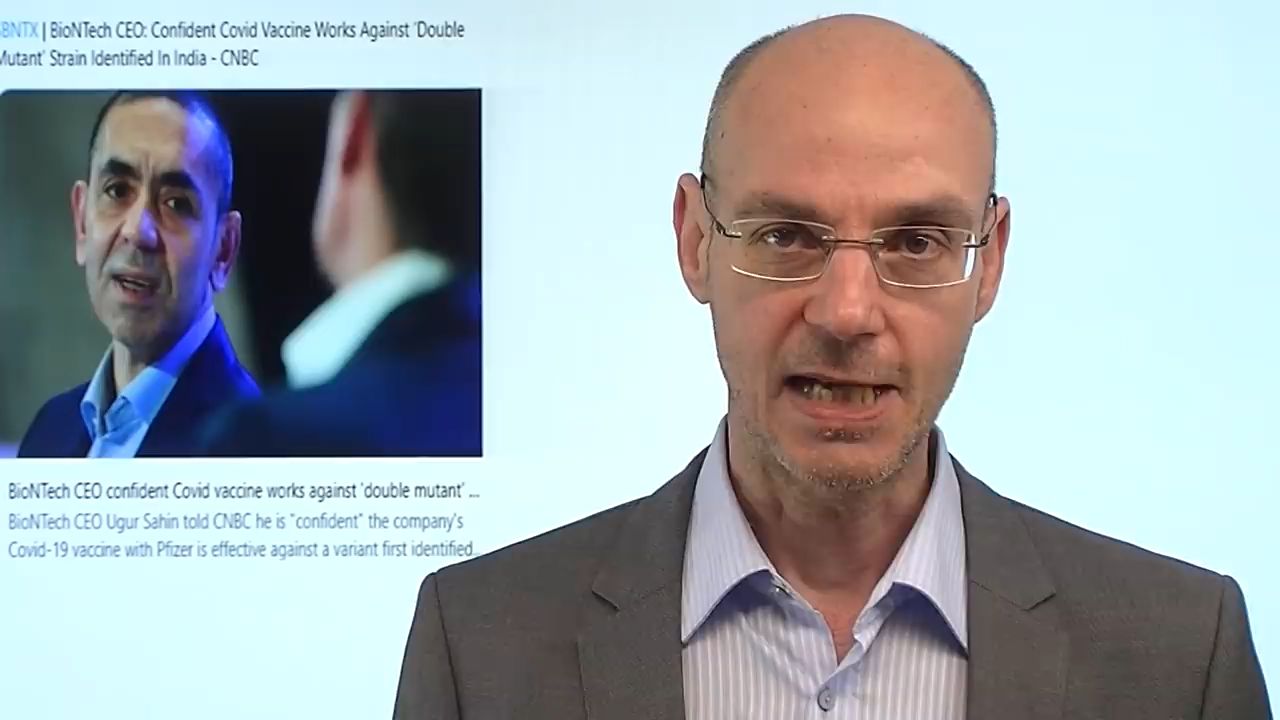 BNTX | BioNTech CEO: Confident Covid Vaccine Works Against 'Double
Mutant' Strain Identified In India - CNBC
BioNTech CEO confident Covid vaccine works against 'double mutant' ...
BioNTech CEO Ugur Sahin told CNBC he is "confident" the company's
Covid-19 vaccine with Pfizer is effective against a variant first identified...